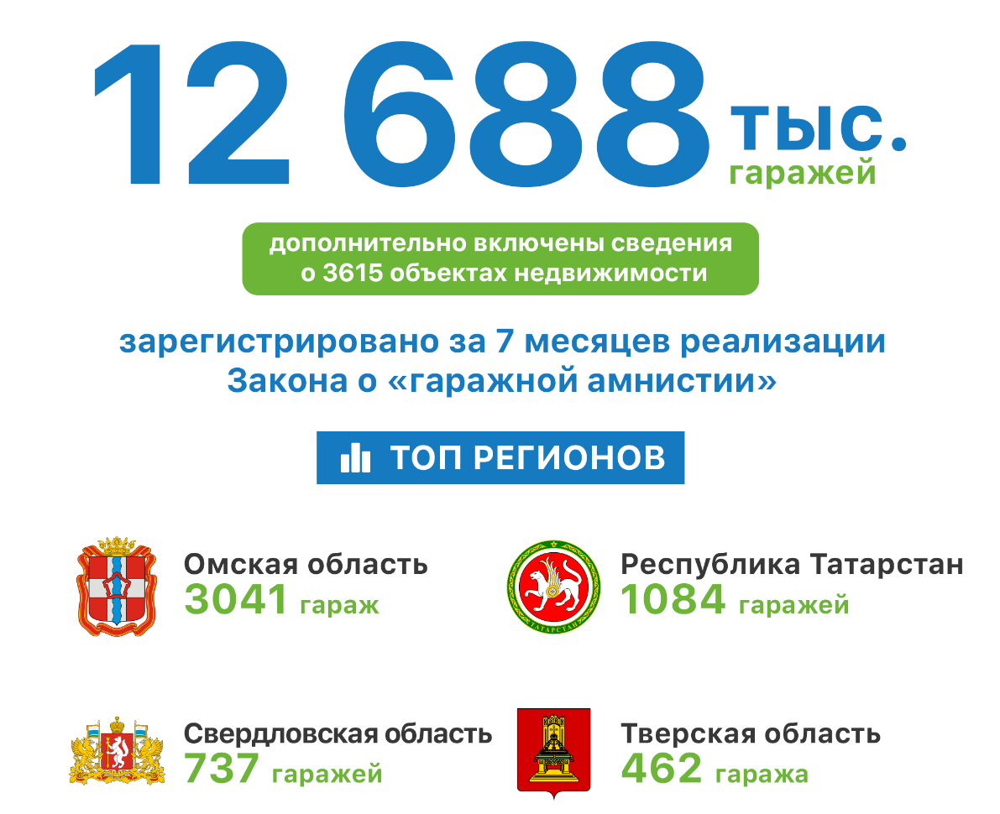 12 688 тыс.
гаражей
дополнительно включены сведения
о 3615 объектах недвижимости
зарегистрировано за 7 месяцев реализации
Закона о «гаражной амнистии»
ТОП РЕГИОНОВ
Омская область
3041 гараж
Республика Татарстан
1084 гаражей
ТАТАРСТАН
Свердловская область
737 гаражей
Тверская область
462 гаража